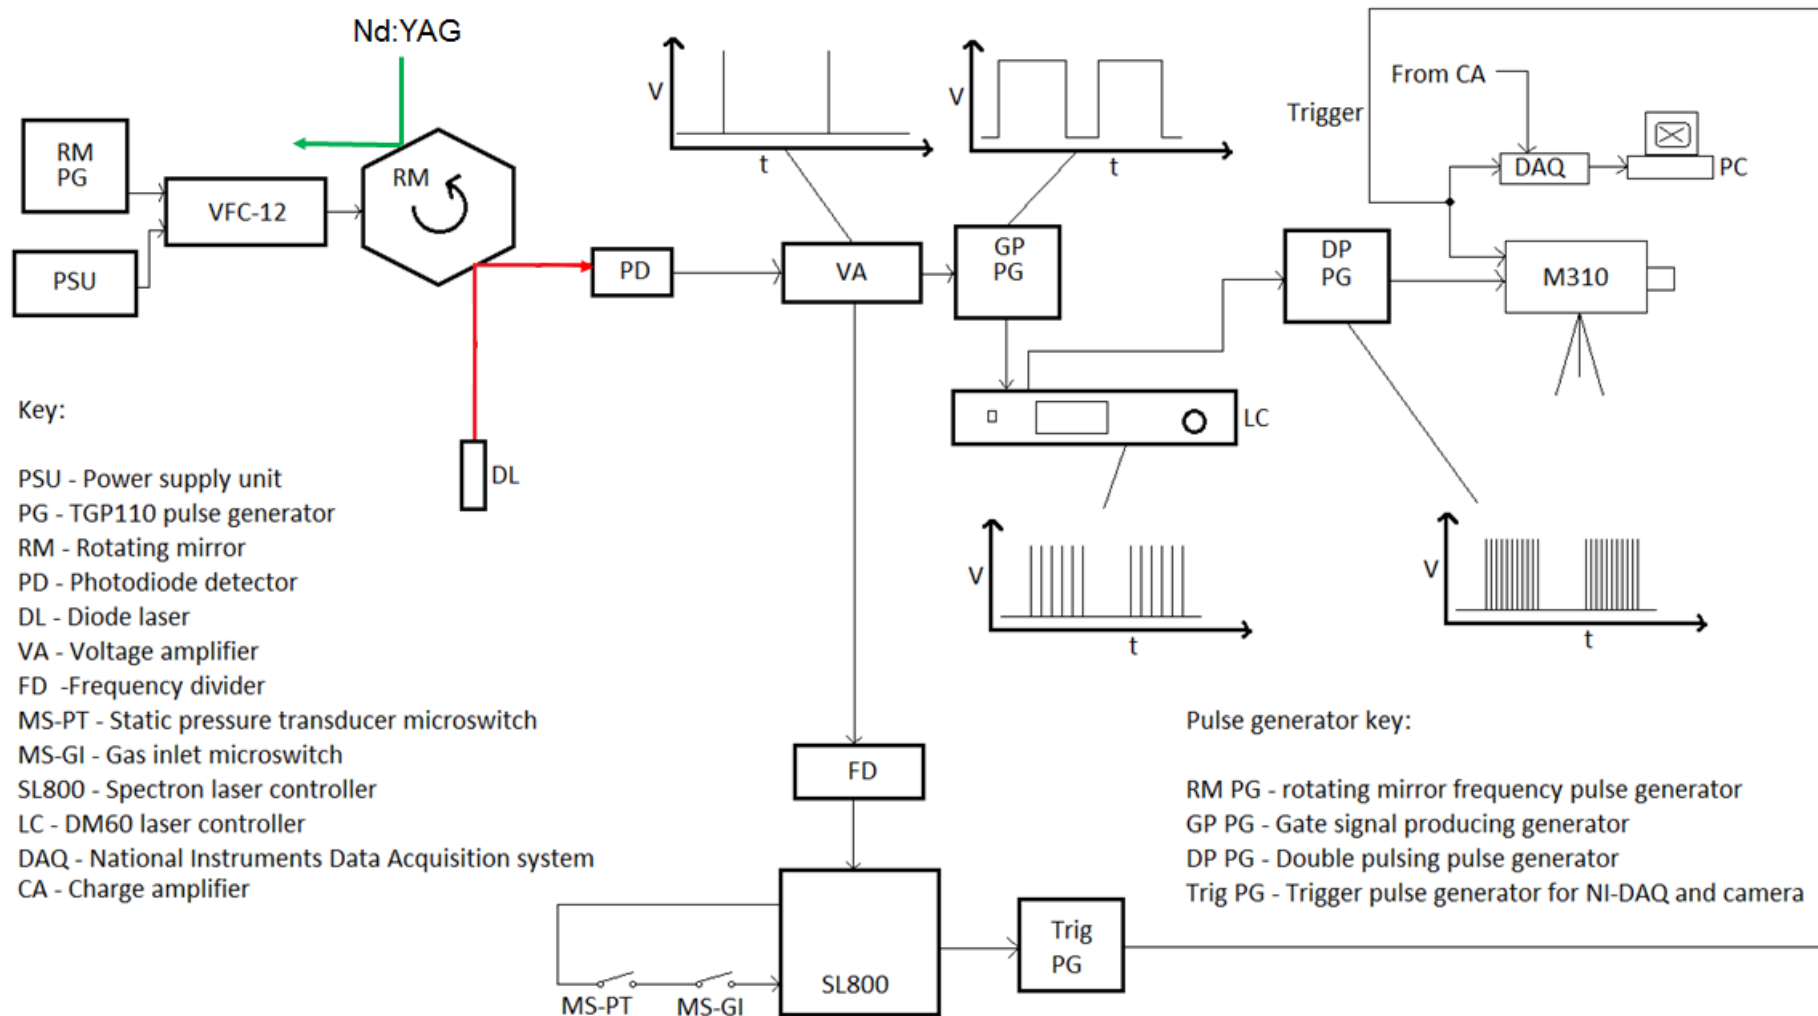 Nd:YAG
RM
PG
PSU
VFC-12
RM
PD
DL
V
t
VA
V
t
GP
PG
LC
V
t
DP
PG
V
t
Trigger
From CA
DAQ
PC
M310
Key:
PSU - Power supply unit
PG - TGP110 pulse generator
RM - Rotating mirror
PD - Photodiode detector
DL - Diode laser
VA - Voltage amplifier
FD -Frequency divider
MS-PT - Static pressure transducer microswitch
MS-GI - Gas inlet microswitch
SL800 - Spectron laser controller
LC - DM60 laser controller
DAQ - National Instruments Data Acquisition system
CA - Charge amplifier
FD
SL800
MS-PT
MS-GI
Trig
PG
Pulse generator key:
RM PG - rotating mirror frequency pulse generator
GP PG - Gate signal producing generator
DP PG - Double pulsing pulse generator
Trig PG - Trigger pulse generator for NI-DAQ and camera